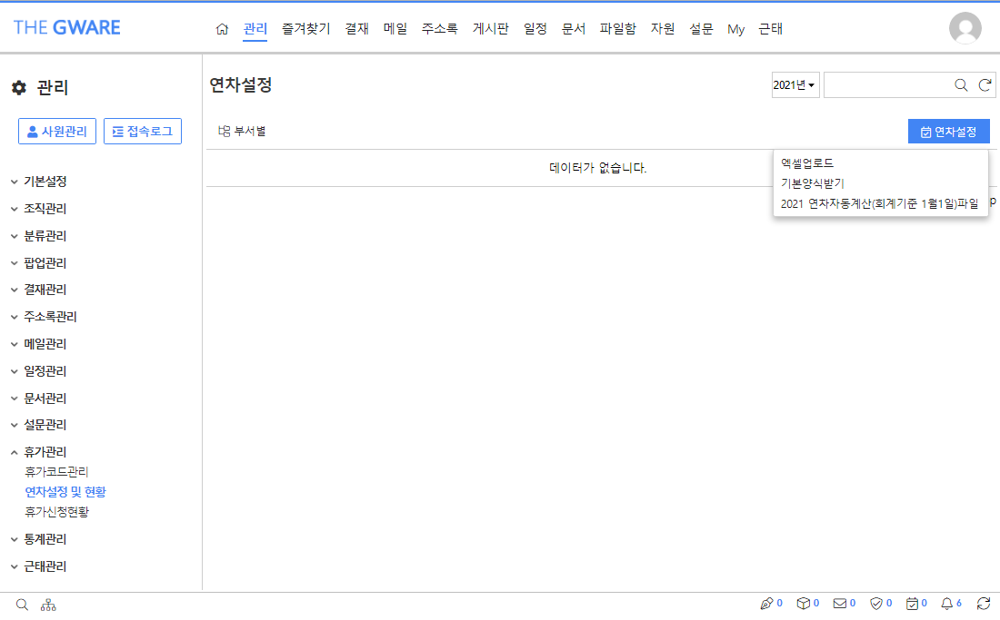 THE GWARE
관리 즐겨찾기 결재 메일 주소록 게시판 일정 문서 파일함 자원 설문 My 근태
관리
사원관리 접속로그
기본설정
조직관리
분류관리
팝업관리
결재관리
주소록관리
메일관리
일정관리
문서관리
설문관리
휴가관리
휴가코드관리
연차설정 및 현황
휴가신청현황
통계관리
근태관리
연차설정
2021년
부서별
연차설정
데이터가 없습니다.
엑셀업로드
기본양식받기
2021 연차자동계산(회계기준 1월1일)파일
p
0 0 0 0 0 6